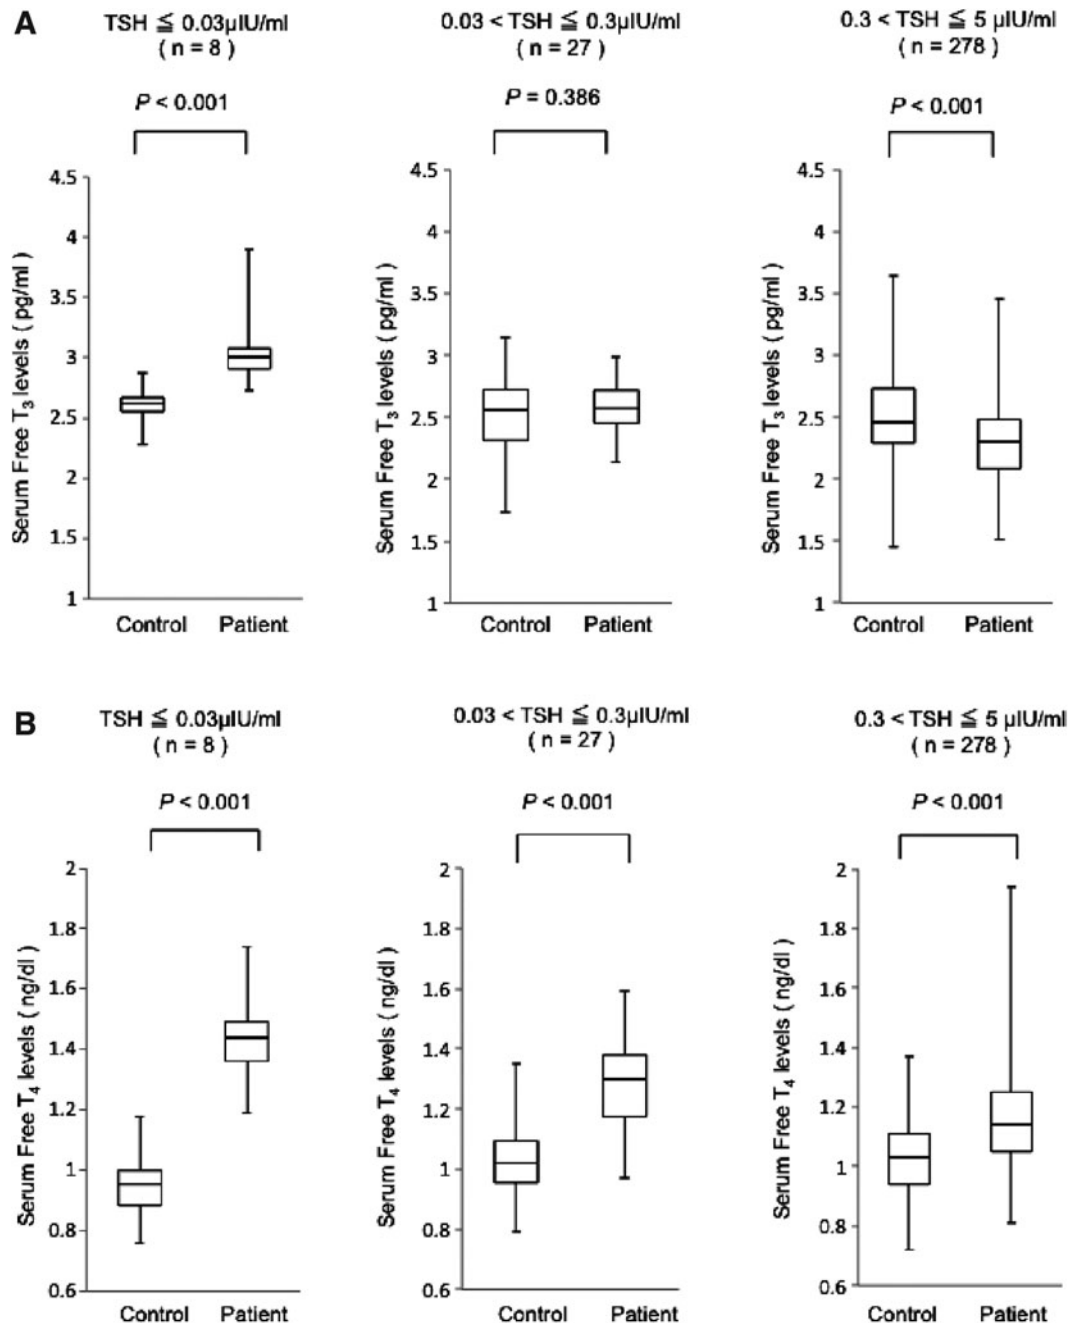 A
TSH ≦ 0.03μIU/ml
( n = 8 )
P < 0.001
0.03 < TSH ≦ 0.3μIU/ml
( n = 27 )
P = 0.386
0.3 < TSH ≦ 5 μIU/ml
( n = 278 )
P < 0.001
Serum Free T3 levels ( pg/ml )
4.5
4
3.5
3
2.5
2
1.5
1
Control Patient
Serum Free T3 levels ( pg/ml )
4.5
4
3.5
3
2.5
2
1.5
1
Control Patient
Serum Free T3 levels ( pg/ml )
4.5
4
3.5
3
2.5
2
1.5
1
Control Patient
B
TSH ≦ 0.03μIU/ml
( n = 8 )
P < 0.001
0.03 < TSH ≦ 0.3μIU/ml
( n = 27 )
P < 0.001
0.3 < TSH ≦ 5 μIU/ml
( n = 278 )
P < 0.001
Serum Free T4 levels ( ng/dl )
2
1.8
1.6
1.4
1.2
1
0.8
0.6
Control Patient
Serum Free T4 levels ( ng/dl )
2
1.8
1.6
1.4
1.2
1
0.8
0.6
Control Patient
Serum Free T4 levels ( ng/dl )
2
1.8
1.6
1.4
1.2
1
0.8
0.6
Control Patient